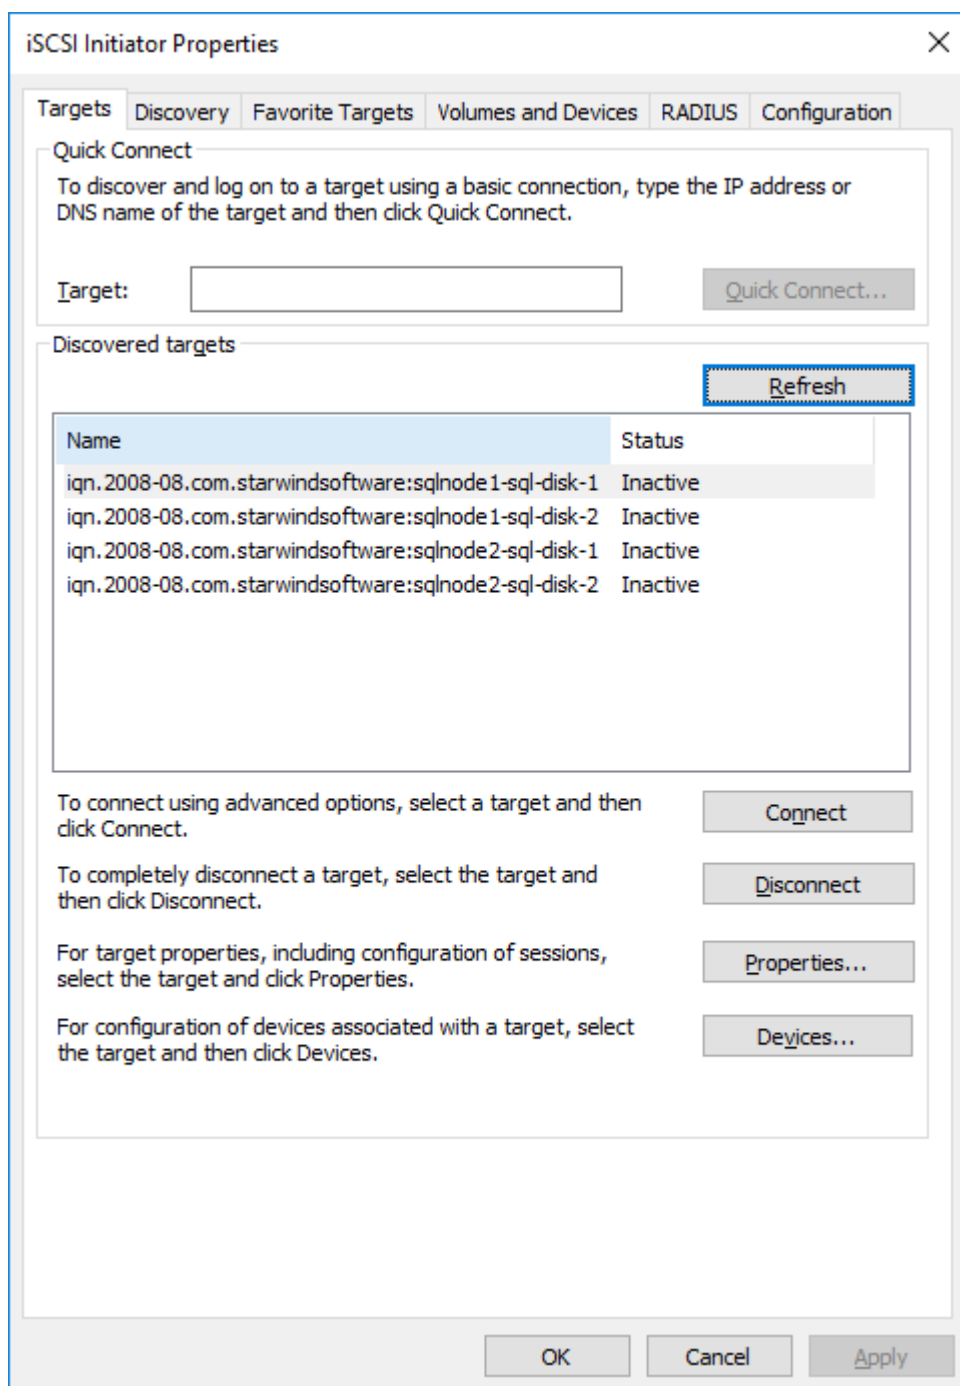 iSCSI Initiator Properties
Targets Discovery Favorite Targets Volumes and Devices RADIUS Configuration
Quick Connect
To discover and log on to a target using a basic connection, type the IP address or
DNS name of the target and then click Quick Connect.
Target: Quick Connect...
Discovered targets
Refresh
Name Status
iqn.2008-08.com.starwindsoftware:sqlnode1-sql-disk-1 Inactive
iqn.2008-08.com.starwindsoftware:sqlnode1-sql-disk-2 Inactive
iqn.2008-08.com.starwindsoftware:sqlnode2-sql-disk-1 Inactive
iqn.2008-08.com.starwindsoftware:sqlnode2-sql-disk-2 Inactive
To connect using advanced options, select a target and then
click Connect.
Connect
To completely disconnect a target, select the target and
then click Disconnect.
Disconnect
For target properties, including configuration of sessions,
select the target and click Properties.
Properties...
For configuration of devices associated with a target, select
the target and then click Devices.
Devices...
OK Cancel Apply